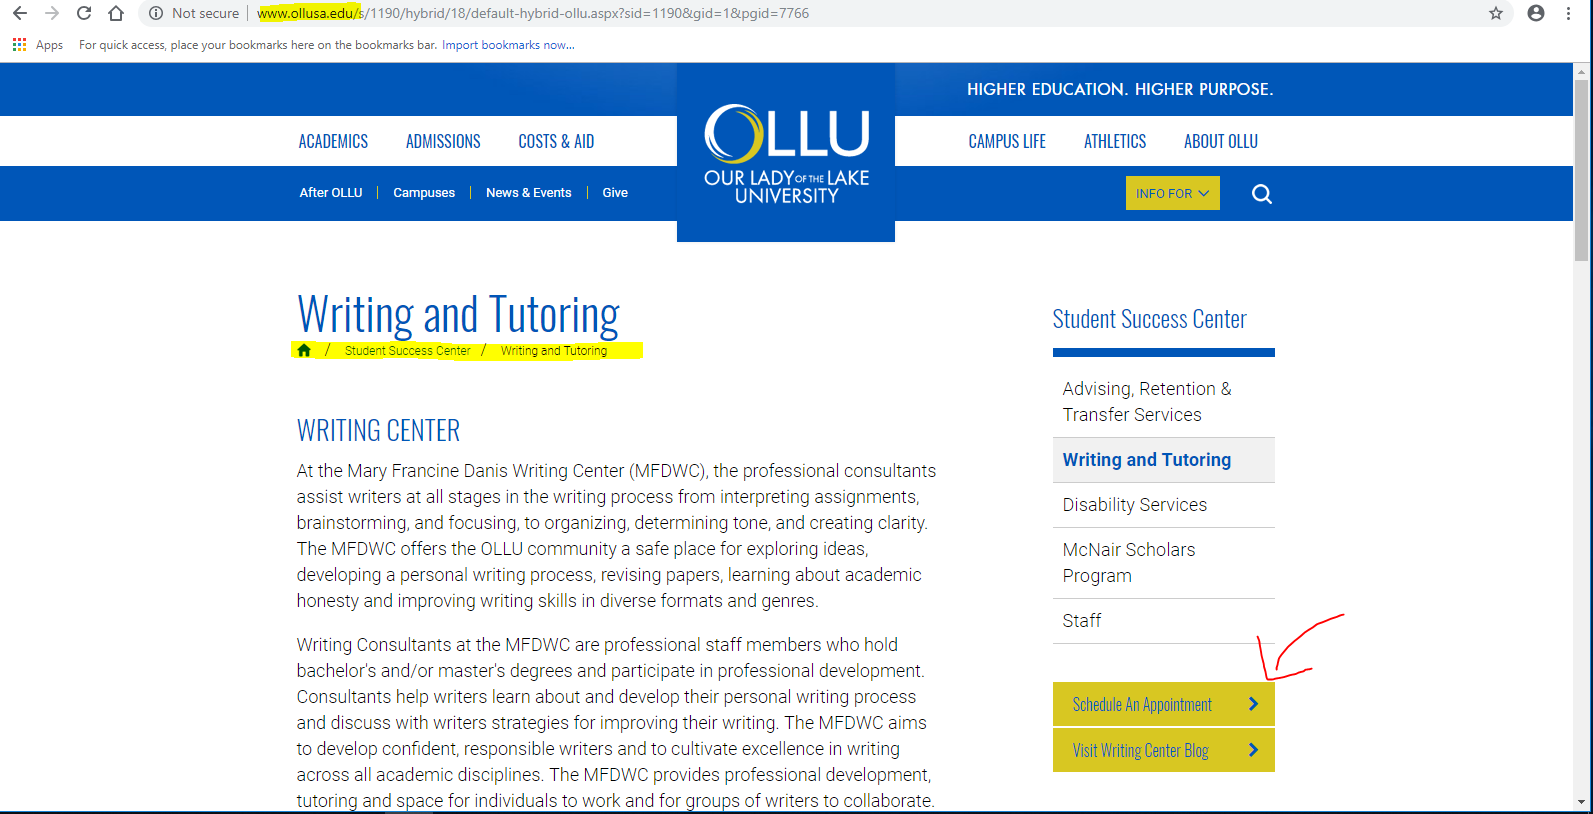 Not secure | www.ollusa.edu/s/1190/hybrid/18/default-hybrid-ollu.aspx?sid=1190&gid=1&pgid=7766
Apps For quick access, place your bookmarks here on the bookmarks bar. Import bookmarks now...
HIGHER EDUCATION. HIGHER PURPOSE.
ACADEMICS ADMISSIONS COSTS & AID
OLLU
OUR LADY OF THE LAKE
UNIVERSITY
CAMPUS LIFE ATHLETICS ABOUT OLLU
After OLLU | Campuses | News & Events | Give
INFO FOR
Writing and Tutoring
/ Student Success Center / Writing and Tutoring
WRITING CENTER
At the Mary Francine Danis Writing Center (MFDWC), the professional consultants
assist writers at all stages in the writing process from interpreting assignments,
brainstorming, and focusing, to organizing, determining tone, and creating clarity.
The MFDWC offers the OLLU community a safe place for exploring ideas,
developing a personal writing process, revising papers, learning about academic
honesty and improving writing skills in diverse formats and genres.
Writing Consultants at the MFDWC are professional staff members who hold
bachelor's and/or master's degrees and participate in professional development.
Consultants help writers learn about and develop their personal writing process
and discuss with writers strategies for improving their writing. The MFDWC aims
to develop confident, responsible writers and to cultivate excellence in writing
across all academic disciplines. The MFDWC provides professional development,
tutoring and space for individuals to work and for groups of writers to collaborate.
Student Success Center
Advising, Retention &
Transfer Services
Writing and Tutoring
Disability Services
McNair Scholars
Program
Staff
Schedule An Appointment
Visit Writing Center Blog